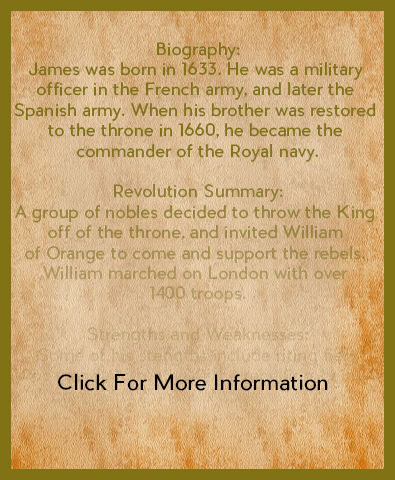 Biography:
James was born in 1633. He was a military
officer in the French army, and later the
Spanish army. When his brother was restored
to the throne in 1660, he became the
commander of the Royal navy.
Revolution Summary:
A group of nobles decided to throw the King
off of the throne, and invited William
of Orange to come and support the rebels.
William marched on London with over
1400 troops.
Strengths and Weaknesses:
Some of his
include
Click For More Information